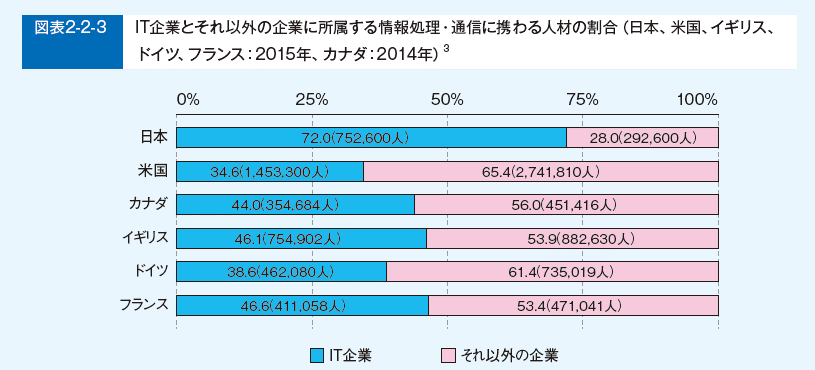 図表2-2-3
IT企業とそれ以外の企業に所属する情報処理・通信に携わる人材の割合（日本、米国、イギリス、
ドイツ、フランス：2015年、カナダ：2014年）3
0% 25% 50% 75% 100%
日本 72.0(752,600人) 28.0(292,600人)
米国 34.6(1,453,300人) 65.4(2,741,810人)
カナダ 44.0(354,684人) 56.0(451,416人)
イギリス 46.1(754,902人) 53.9(882,630人)
ドイツ 38.6(462,080人) 61.4(735,019人)
フランス 46.6(411,058人) 53.4(471,041人)
IT企業 それ以外の企業